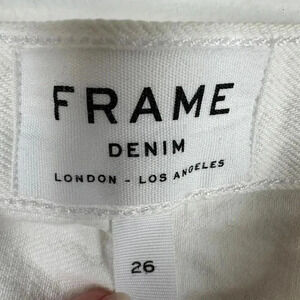 FRAME
DENIM
LONDON - LOS ANGELES
26